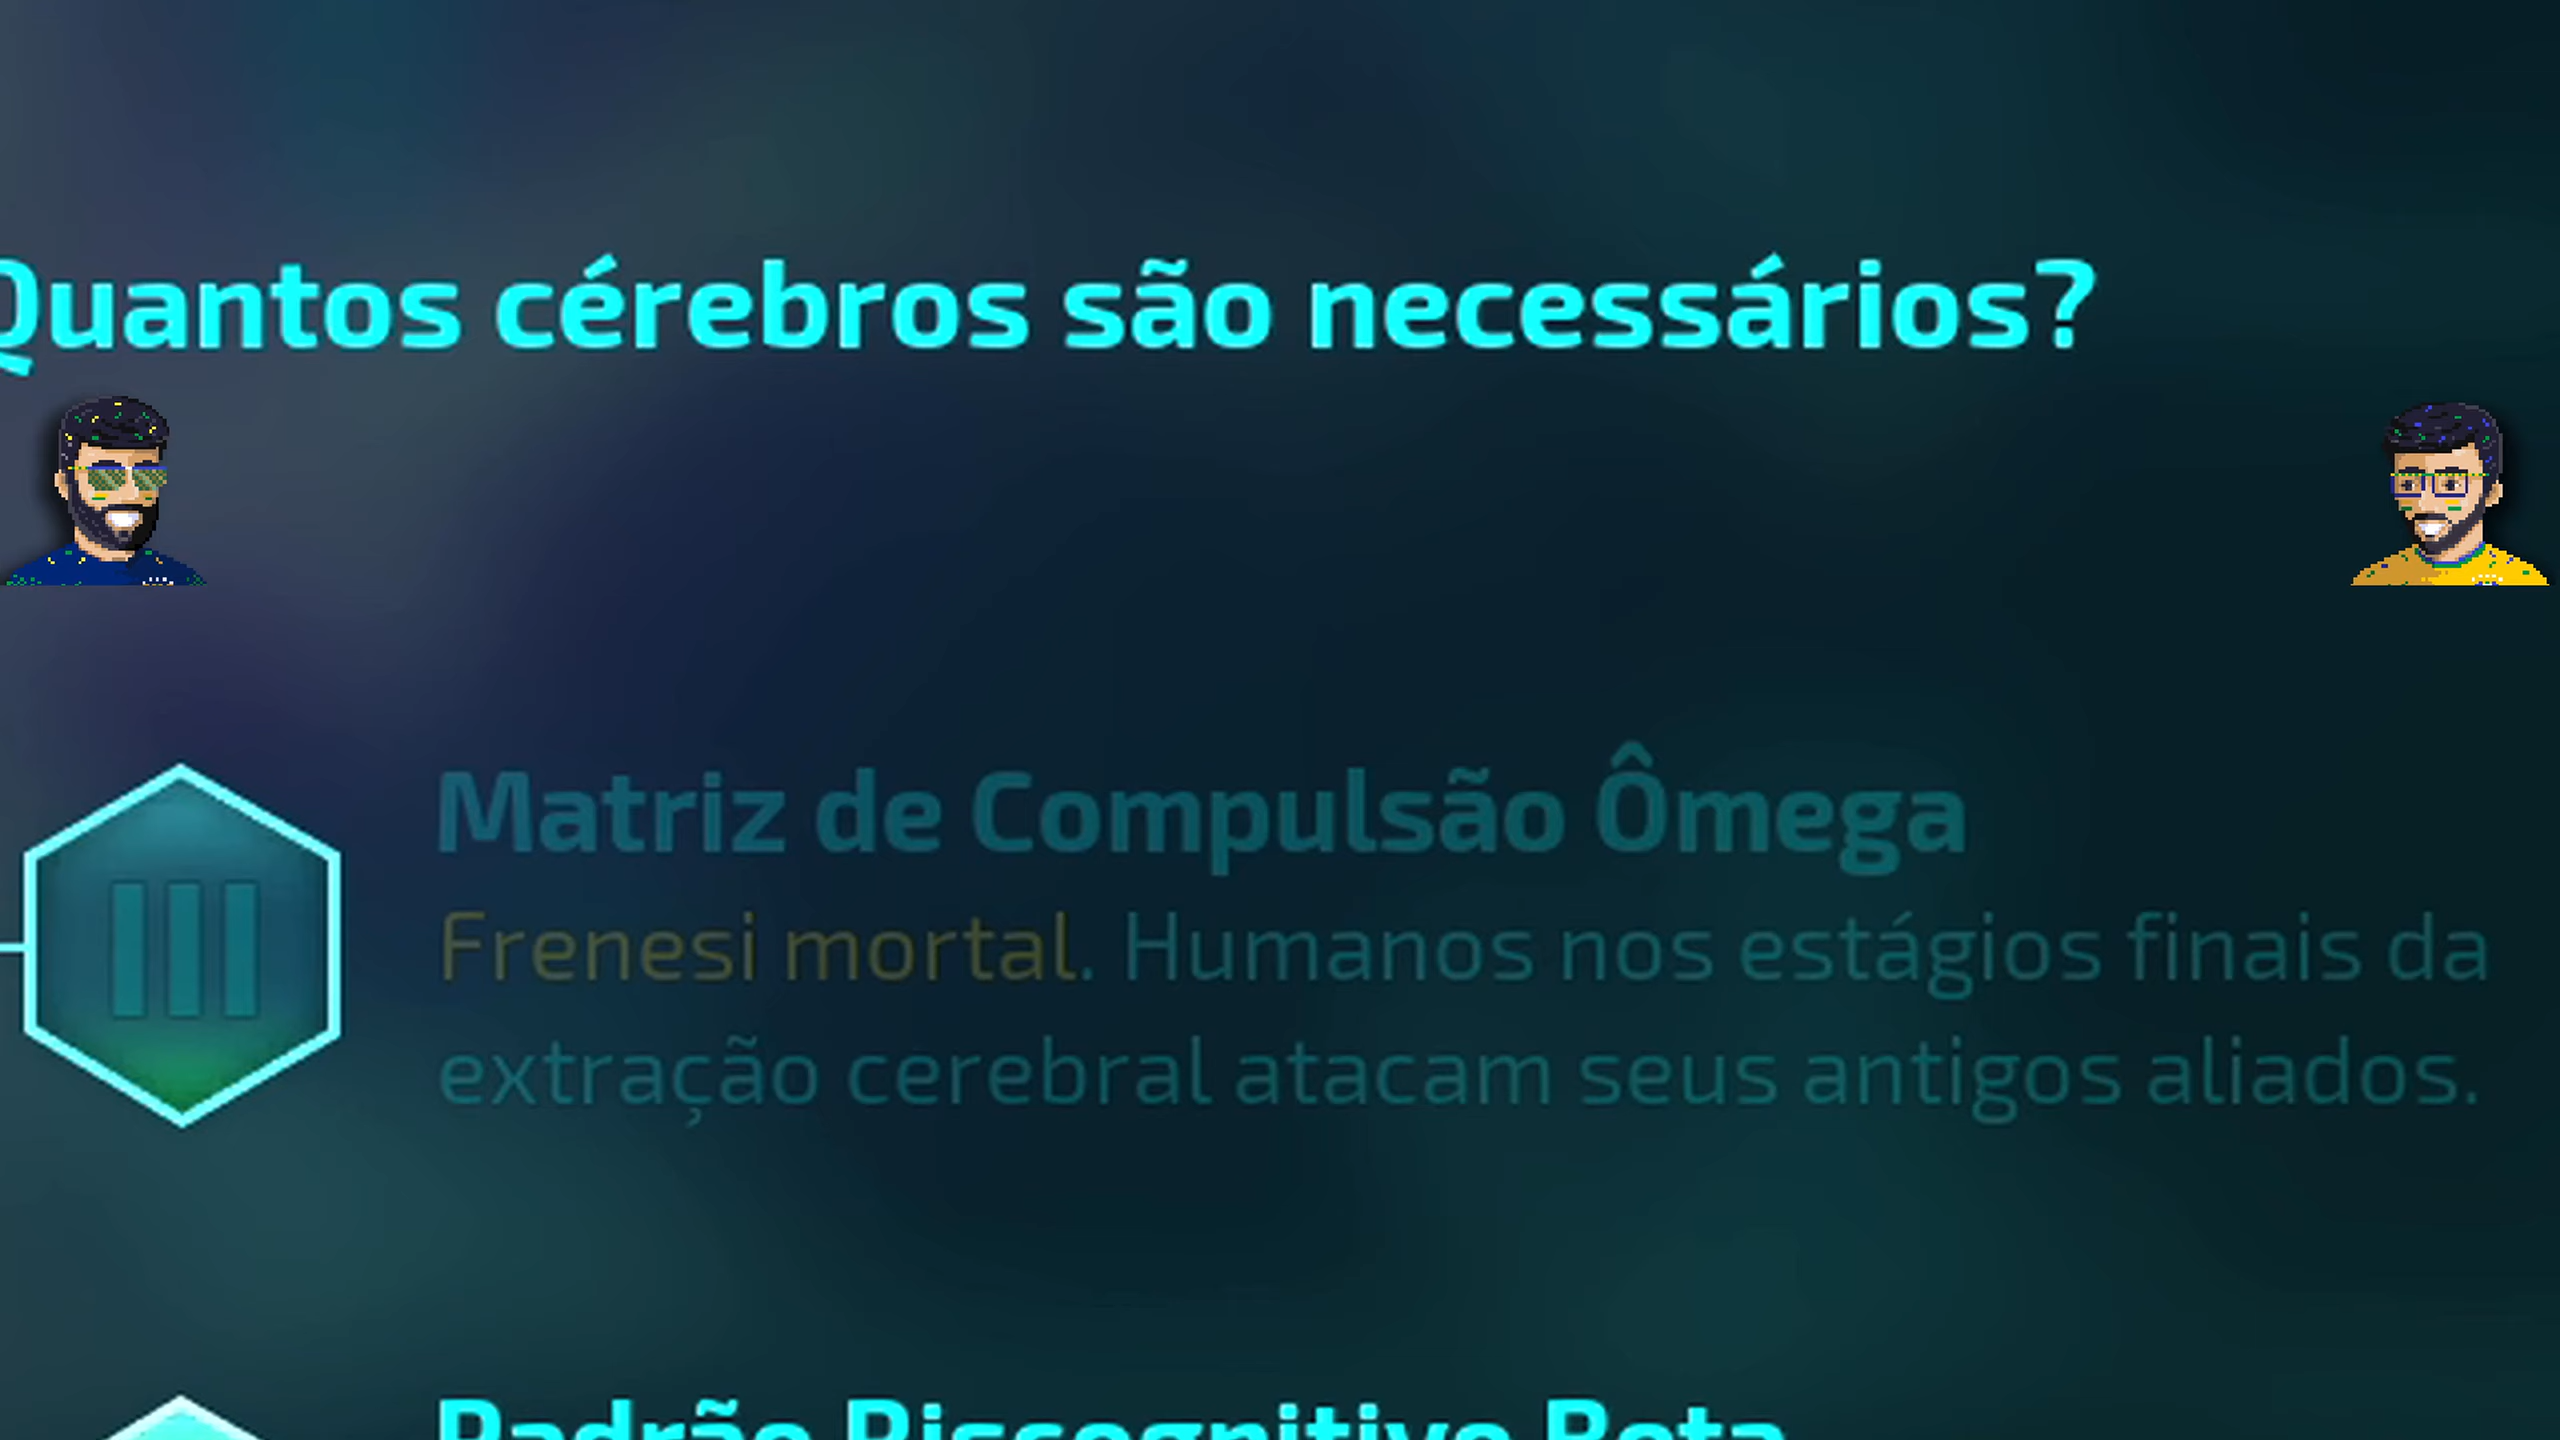 Quantos cérebros são necessários?
Matriz de Compulsão Ômega
Frenesi mortal. Humanos nos estágios finais da
extração cerebral atacam seus antigos aliados.
Padrão